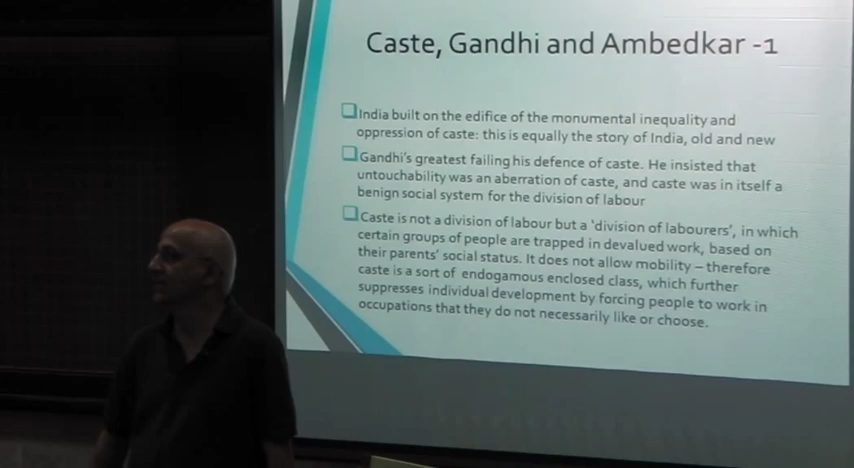 Caste, Gandhi and Ambedkar -1
India built on the edifice of the monumental inequality and
oppression of caste: this is equally the story of India, old and new
Gandhi's greatest failing his defence of caste. He insisted that
untouchability was an aberration of caste, and caste was in itself a
benign social system for the division of labour
Caste is not a division of labour but a 'division of labourers', in which
certain groups of people are trapped in devalued work, based on
their parents' social status. It does not allow mobility – therefore
caste is a sort of endogamous enclosed class, which further
suppresses individual development by forcing people to work in
occupations that they do not necessarily like or choose.